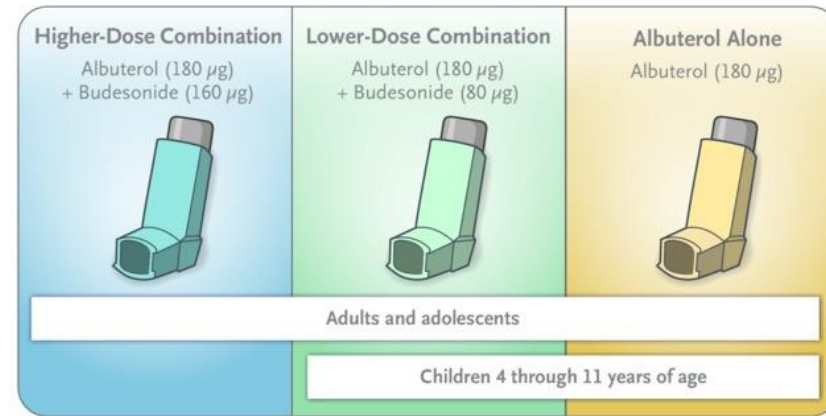 Higher-Dose Combination
Albuterol (180 µg)
+ Budesonide (160 µg)
Lower-Dose Combination
Albuterol (180 µg)
+ Budesonide (80 µg)
Albuterol Alone
Albuterol (180 µg)
Adults and adolescents
Children 4 through 11 years of age